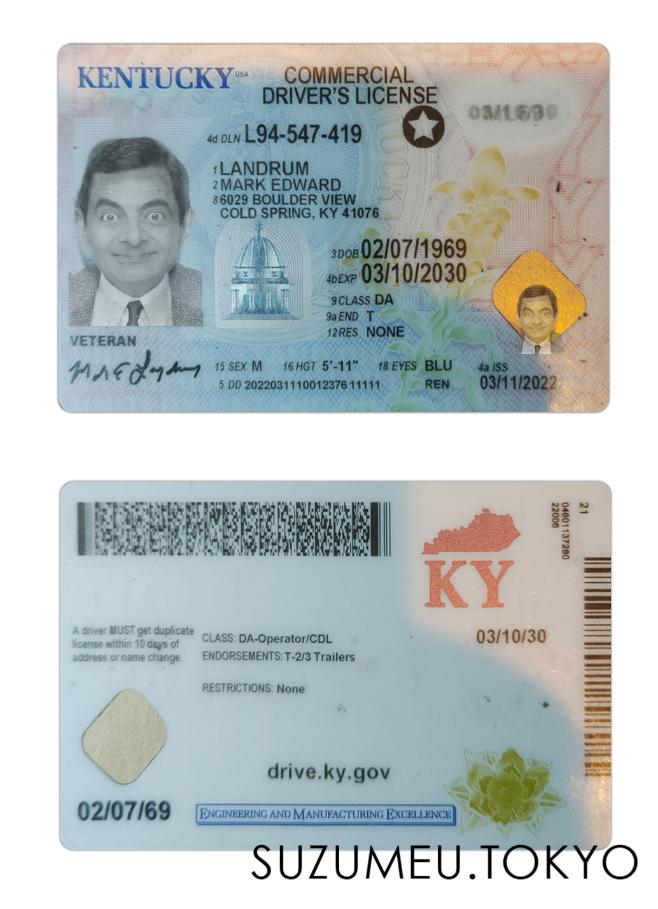 KENTUCKY USA
COMMERCIAL
DRIVER'S LICENSE
4d DLN L94-547-419
1 LANDRUM
2 MARK EDWARD
8 6029 BOULDER VIEW
COLD SPRING, KY 41076
3 DOB 02/07/1969
4b EXP 03/10/2030
9 CLASS DA
9a END T
12 RES NONE
VETERAN
15 SEX M 16 HGT 5'-11" 18 EYES BLU 4a ISS
5 DD 2022031110012376 11111 REN 03/11/2022
21
04601137280
22006
KY
A driver MUST get duplicate
license within 10 days of
address or name change.
CLASS: DA-Operator/CDL
ENDORSEMENTS: T-2/3 Trailers
RESTRICTIONS: None
03/10/30
drive.ky.gov
02/07/69
ENGINEERING AND MANUFACTURING EXCELLENCE
SUZUMEU.TOKYO